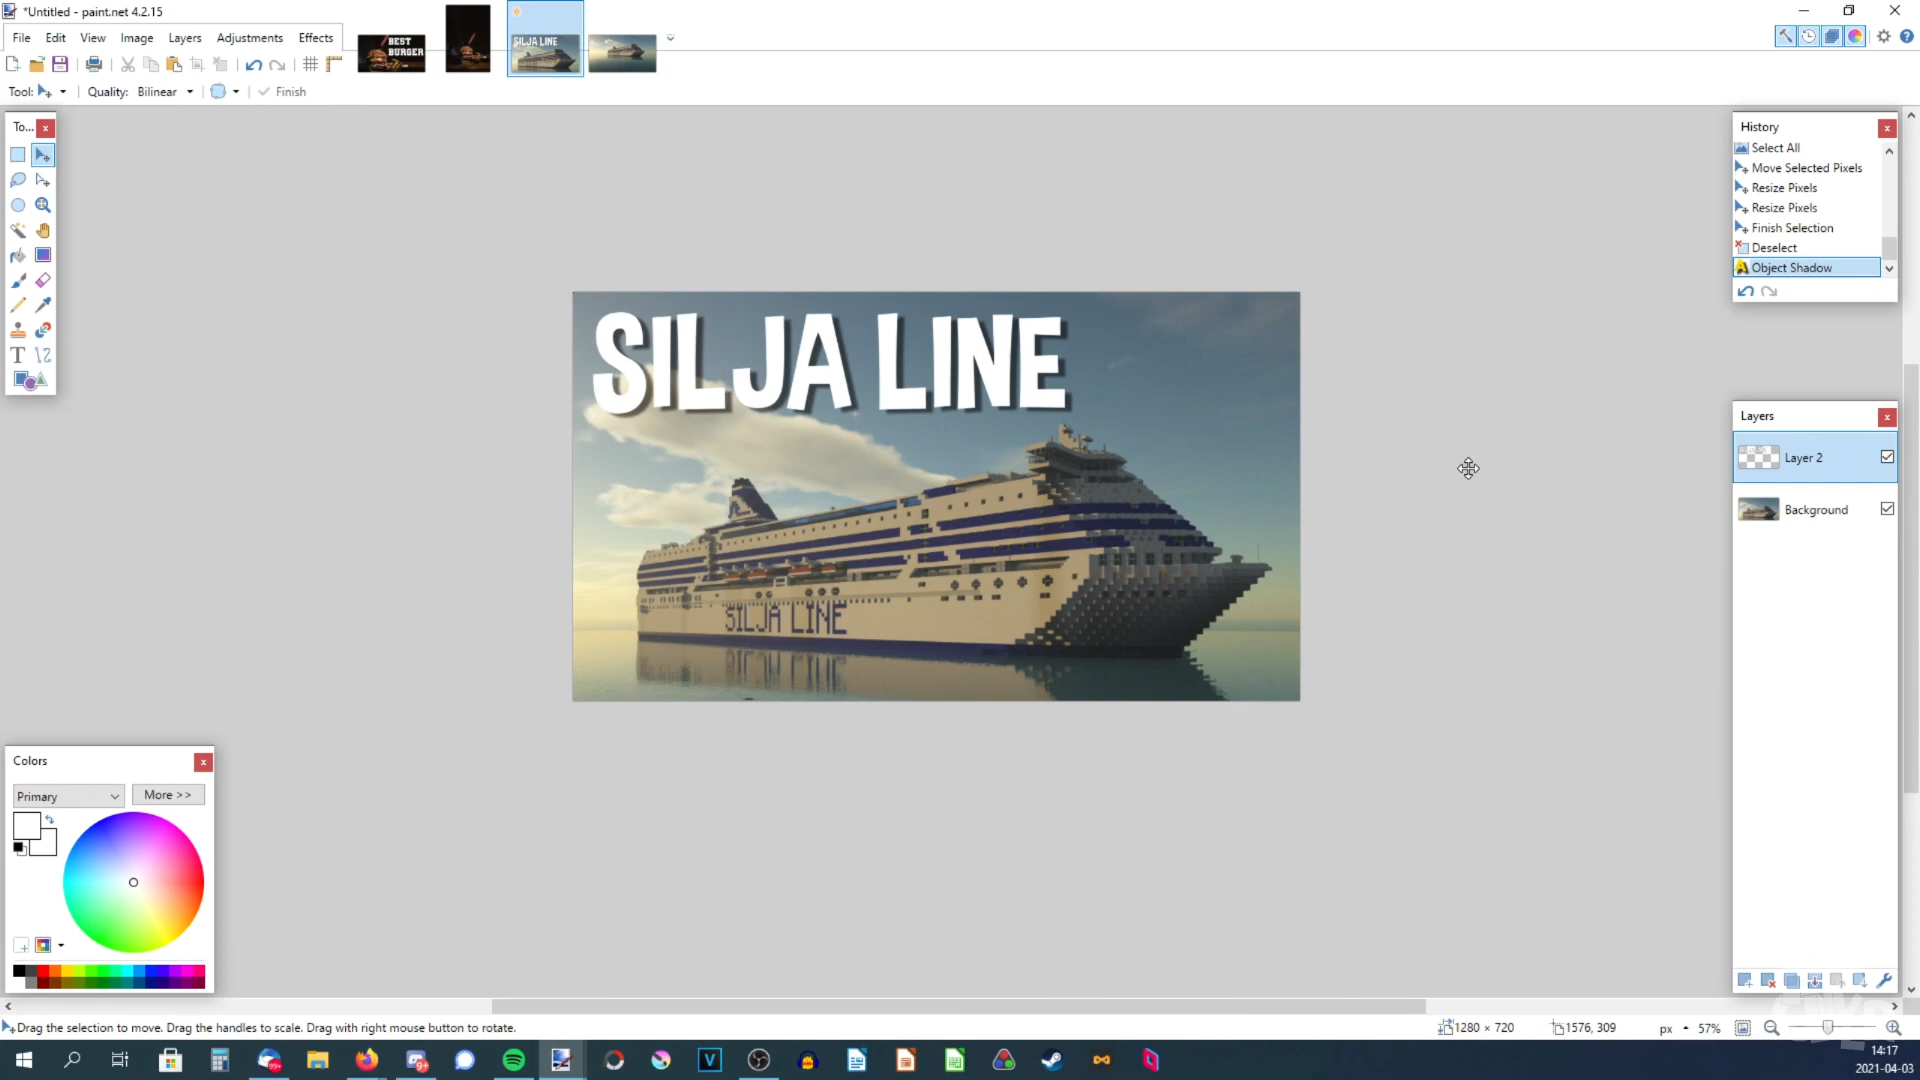 *Untitled - paint.net 4.2.15
File Edit View Image Layers Adjustments Effects
BEST
BURGER
SILJA LINE
Tool: Quality: Bilinear Finish
To...
History
Select All
Move Selected Pixels
Resize Pixels
Resize Pixels
Finish Selection
Deselect
Object Shadow
SILJA LINE
SILJA LINE
Layers
Layer 2
Background
Colors
Primary More >>
Drag the selection to move. Drag the handles to scale. Drag with right mouse button to rotate.
1280 × 720 1576, 309 px 57%
99+ 9+ V
14:17
2021-04-03